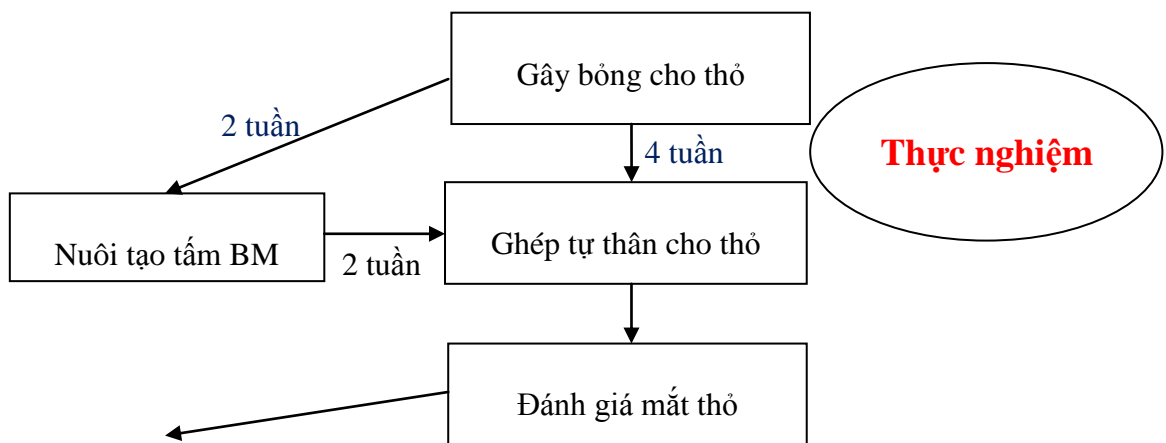 Gây bỏng cho thỏ
2 tuần
4 tuần
Thực nghiệm
Nuôi tạo tấm BM
2 tuần
Ghép tự thân cho thỏ
Đánh giá mắt thỏ